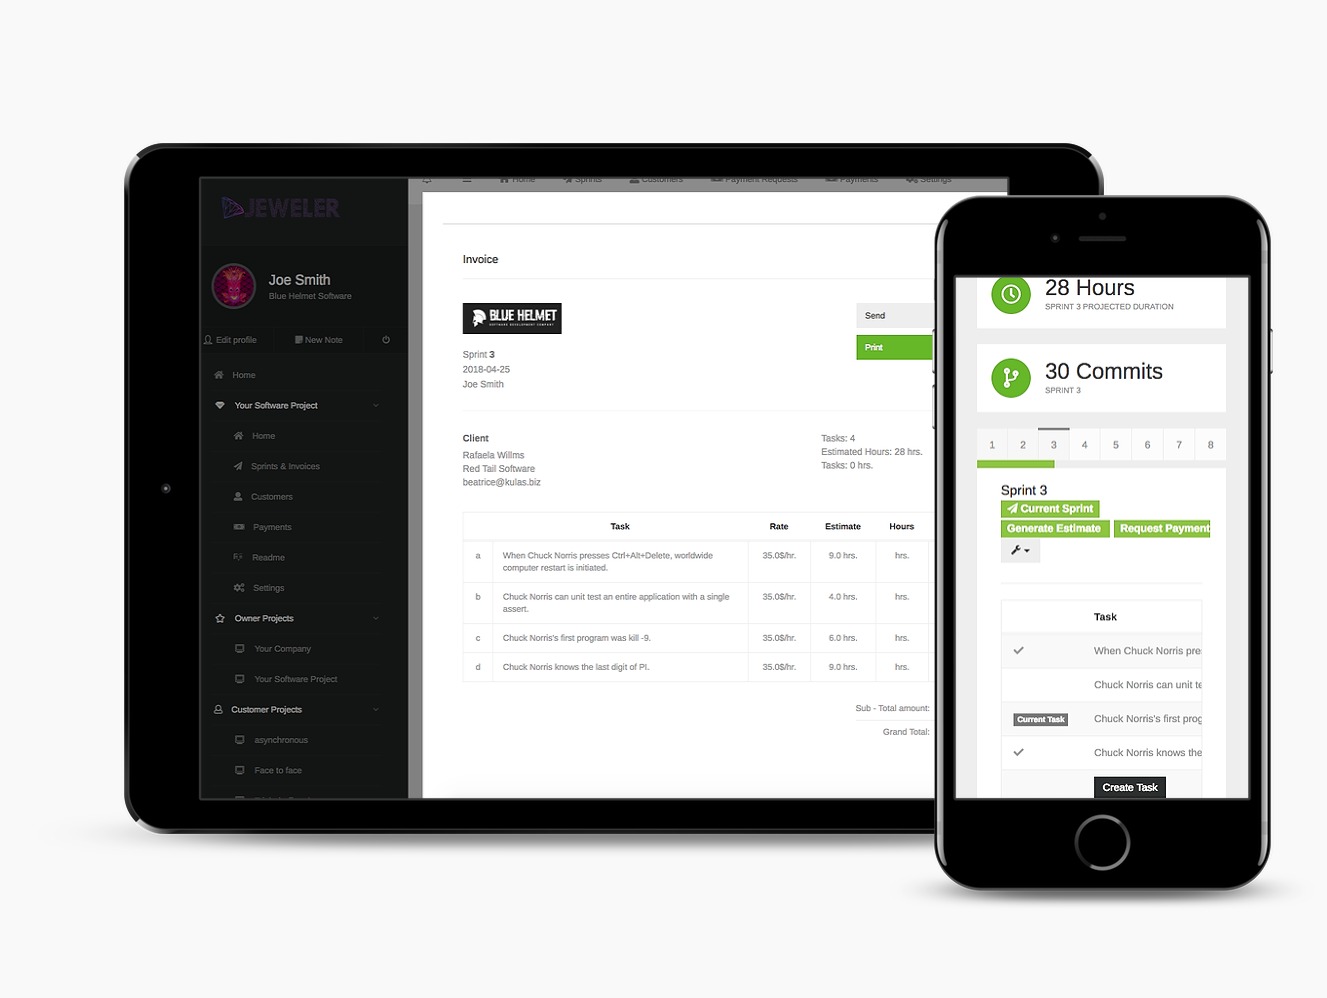 JEWELER
Joe Smith
Blue Helmet Software
Edit profile
New Note
Home
Your Software Project
Home
Sprints & Invoices
Customers
Payments
Readme
Settings
Owner Projects
Your Company
Your Software Project
Customer Projects
asynchronous
Face to face
Home
Sprints
Customers
Payment Requests
Payments
Settings
Invoice
BLUE HELMET
SOFTWARE DEVELOPMENT COMPANY
Send
Print
Sprint 3
2018-04-25
Joe Smith
Client
Rafaela Willms
Red Tail Software
beatrice@kulas.biz
Tasks: 4
Estimated Hours: 28 hrs.
Tasks: 0 hrs.
Task Rate Estimate Hours
a When Chuck Norris presses Ctrl+Alt+Delete, worldwide 35.0$/hr. 9.0 hrs. hrs.
computer restart is initiated.
b Chuck Norris can unit test an entire application with a single 35.0$/hr. 4.0 hrs. hrs.
assert.
c Chuck Norris's first program was kill -9. 35.0$/hr. 6.0 hrs. hrs.
d Chuck Norris knows the last digit of PI. 35.0$/hr. 9.0 hrs. hrs.
Sub - Total amount:
Grand Total:
28 Hours
SPRINT 3 PROJECTED DURATION
30 Commits
SPRINT 3
1 2 3 4 5 6 7 8
Sprint 3
Current Sprint
Generate Estimate Request Payment
Task
When Chuck Norris pre
Chuck Norris can unit te
Current Task Chuck Norris's first prog
Chuck Norris knows the
Create Task